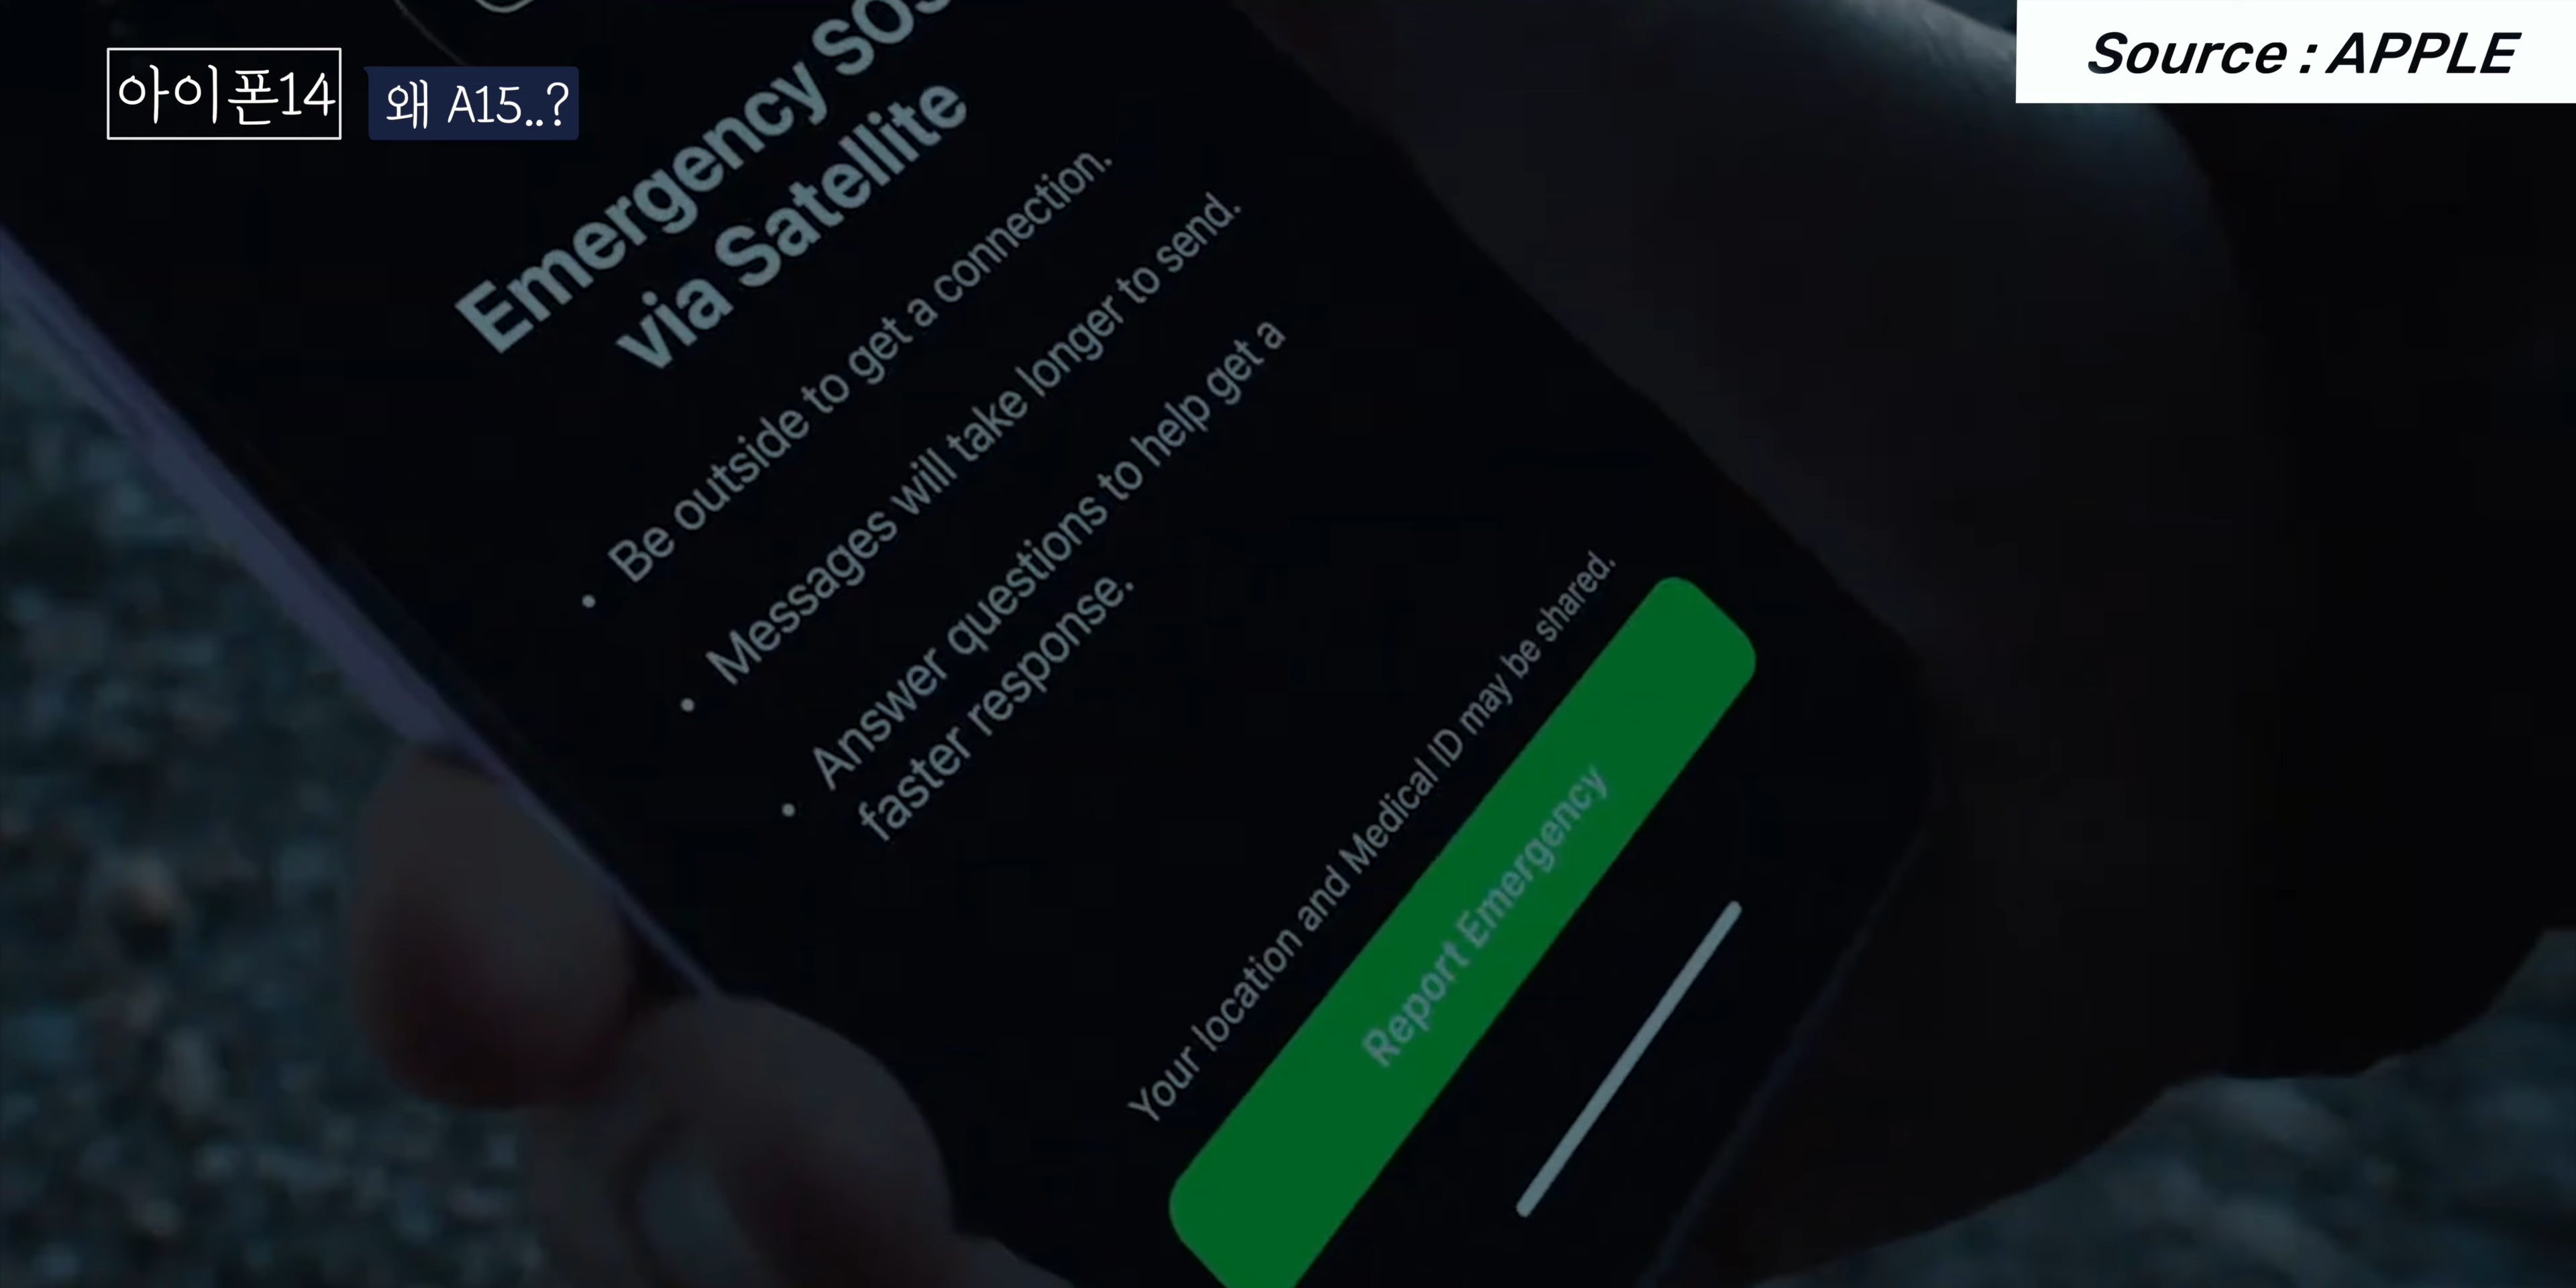 아이폰14
왜 A15..?
Source : APPLE
Emergency SOS
via Satellite
• Be outside to get a connection.
• Messages will take longer to send.
• Answer questions to help get a
faster response.
Your location and Medical ID may be shared.
Report Emergency